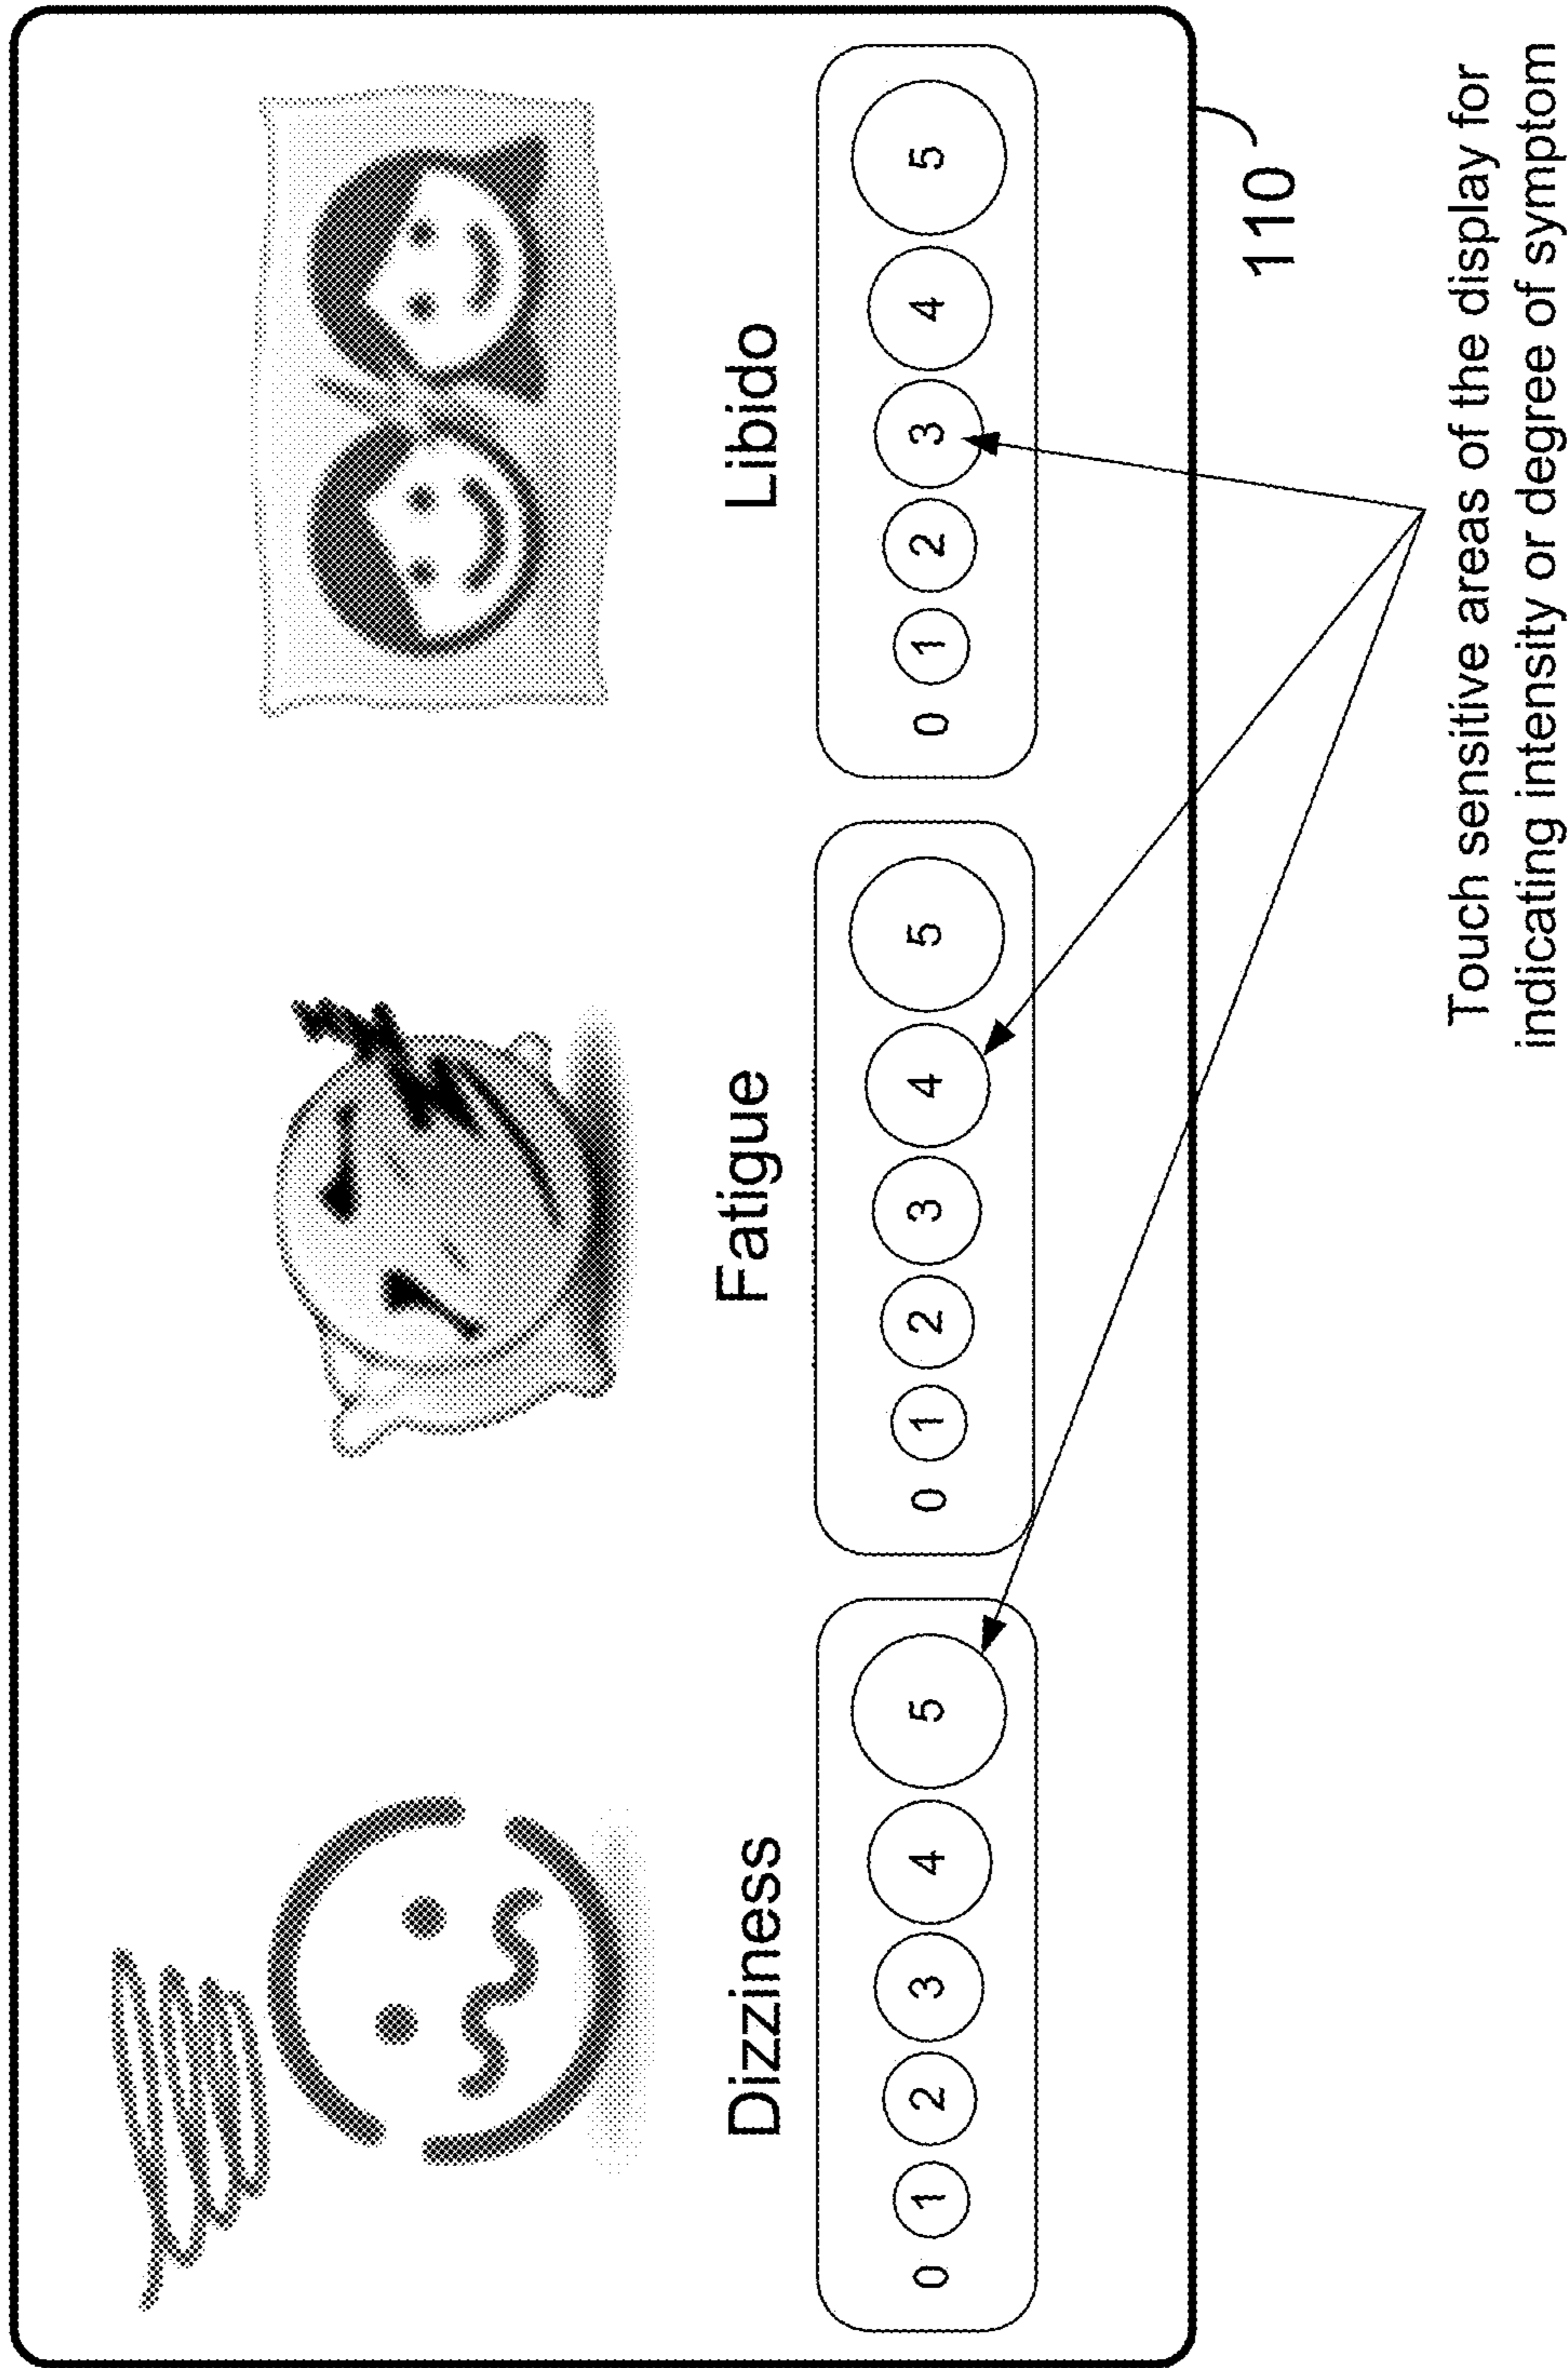 Dizziness
Fatigue
Libido
0 1 2 3 4 5
0 1 2 3 4 5
0 1 2 3 4 5
110
Touch sensitive areas of the display for
indicating intensity or degree of symptom